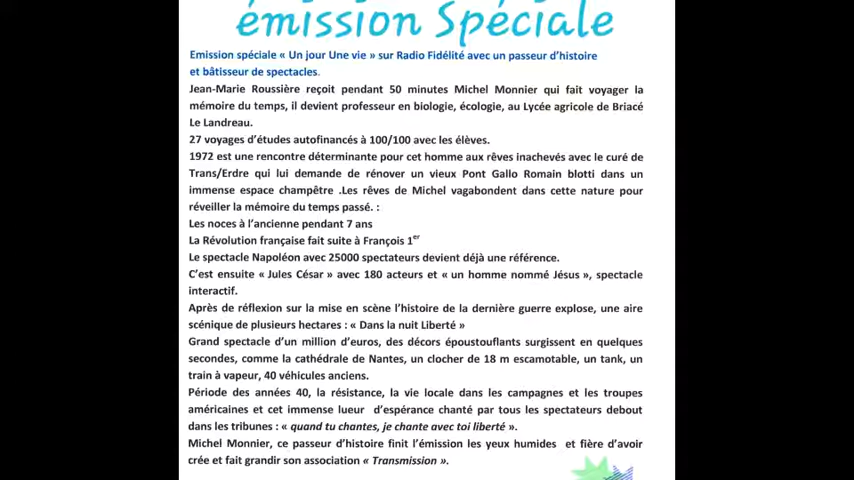 émission Spéciale
Emission spéciale « Un jour Une vie » sur Radio Fidélité avec un passeur d'histoire
et bâtisseur de spectacles.
Jean-Marie Roussière reçoit pendant 50 minutes Michel Monnier qui fait voyager la
mémoire du temps, il devient professeur en biologie, écologie, au Lycée agricole de Briacé
Le Landreau.
27 voyages d'études autofinancés à 100/100 avec les élèves.
1972 est une rencontre déterminante pour cet homme aux rêves inachevés avec le curé de
Trans/Erdre qui lui demande de rénover un vieux Pont Gallo Romain blotti dans un
immense espace champêtre .Les rêves de Michel vagabondent dans cette nature pour
réveiller la mémoire du temps passé. :
Les noces à l'ancienne pendant 7 ans
La Révolution française fait suite à François 1er
Le spectacle Napoléon avec 25000 spectateurs devient déjà une référence.
C'est ensuite « Jules César » avec 180 acteurs et « un homme nommé Jésus », spectacle
interactif.
Après de réflexion sur la mise en scène l'histoire de la dernière guerre explose, une aire
scénique de plusieurs hectares : « Dans la nuit Liberté »
Grand spectacle d'un million d'euros, des décors époustouflants surgissent en quelques
secondes, comme la cathédrale de Nantes, un clocher de 18 m escamotable, un tank, un
train à vapeur, 40 véhicules anciens.
Période des années 40, la résistance, la vie locale dans les campagnes et les troupes
américaines et cet immense lueur d'espérance chanté par tous les spectateurs debout
dans les tribunes : « quand tu chantes, je chante avec toi liberté ».
Michel Monnier, ce passeur d'histoire finit l'émission les yeux humides et fière d'avoir
crée et fait grandir son association « Transmission ».